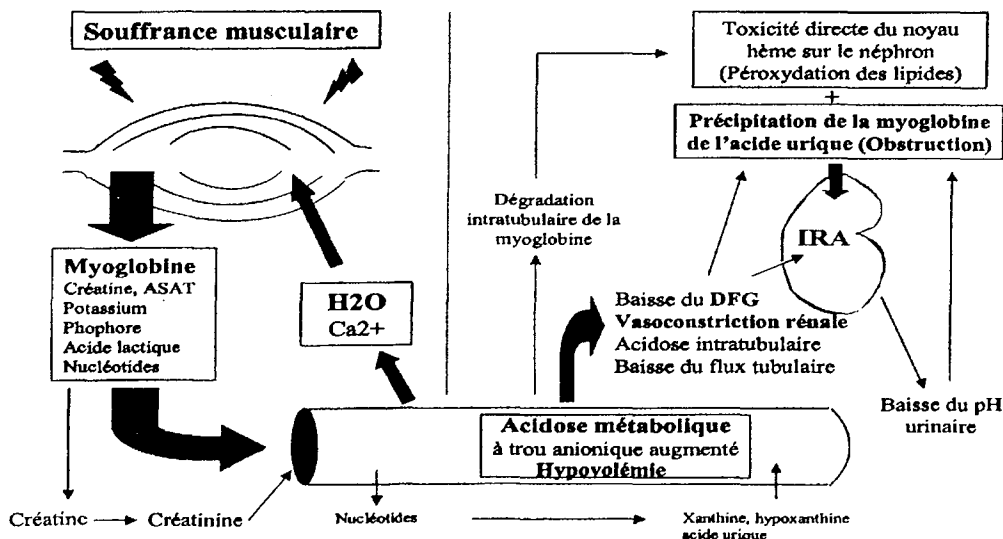 Souffrance musculaire
Myoglobine
Créatine, ASAT
Potassium
Phophore
Acide lactique
Nucléotides
H2O
Ca2+
Créatine
Créatinine
Nucléotides
Xanthine, hypoxanthine
acide urique
Acidose métabolique
à trou anionique augmenté
Hypovolémie
Dégradation
intratubulaire de la
myoglobine
Baisse du DFG
Vasoconstriction rénale
Acidose intratubulaire
Baisse du flux tubulaire
Toxicité directe du noyau
hème sur le néphron
(Péroxydation des lipides)
+
Précipitation de la myoglobine
de l'acide urique (Obstruction)
IRA
Baisse du pH
urinaire